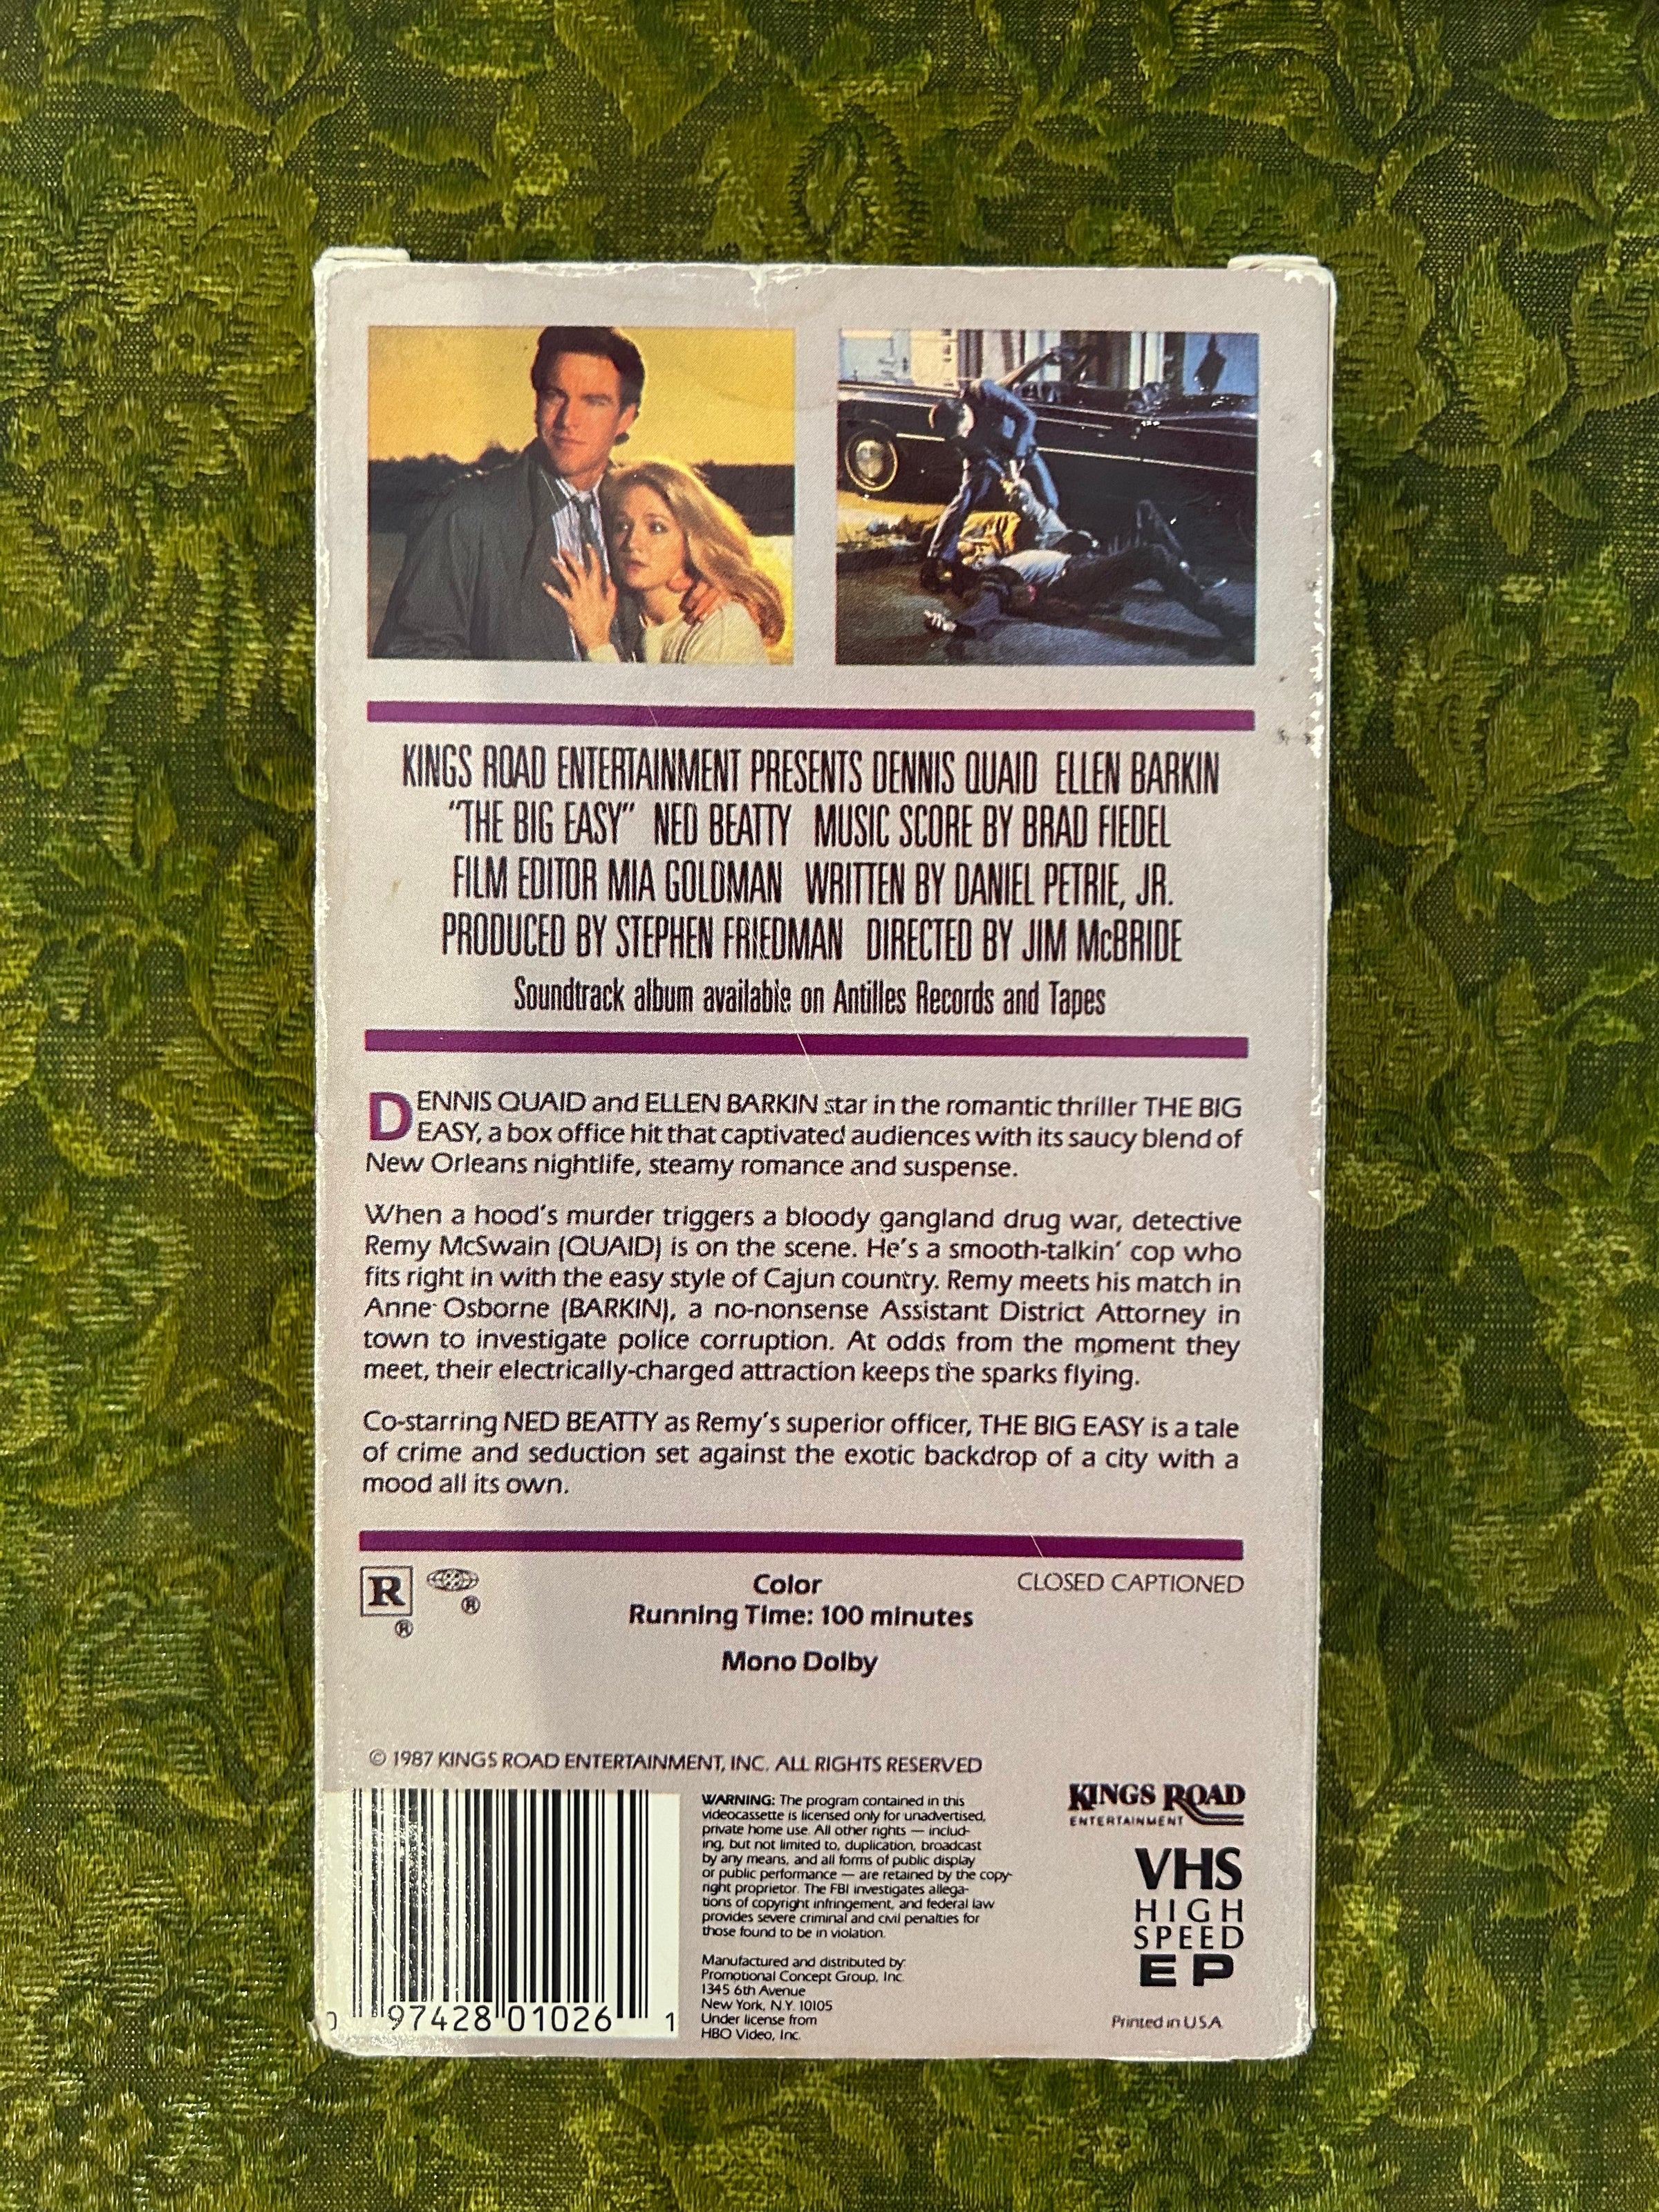 KINGS ROAD ENTERTAINMENT PRESENTS DENNIS QUAID ELLEN BARKIN
"THE BIG EASY" NED BEATTY MUSIC SCORE BY BRAD FIEDEL
FILM EDITOR MIA GOLDMAN WRITTEN BY DANIEL PETRIE, JR.
PRODUCED BY STEPHEN FRIEDMAN DIRECTED BY JIM McBRIDE
Soundtrack album available on Antilles Records and Tapes
DENNIS QUAID and ELLEN BARKIN star in the romantic thriller THE BIG
EASY, a box office hit that captivated audiences with its saucy blend of
New Orleans nightlife, steamy romance and suspense.
When a hood's murder triggers a bloody gangland drug war, detective
Remy McSwain (QUAID) is on the scene. He's a smooth-talkin' cop who
fits right in with the easy style of Cajun country. Remy meets his match in
Anne Osborne (BARKIN), a no-nonsense Assistant District Attorney in
town to investigate police corruption. At odds from the moment they
meet, their electrically-charged attraction keeps the sparks flying.
Co-starring NED BEATTY as Remy's superior officer, THE BIG EASY is a tale
of crime and seduction set against the exotic backdrop of a city with a
mood all its own.
R ® ®
Color
Running Time: 100 minutes
Mono Dolby
CLOSED CAPTIONED
© 1987 KINGS ROAD ENTERTAINMENT, INC. ALL RIGHTS RESERVED
0 97428 01026 1
WARNING: The program contained in this
videocassette is licensed only for unadvertised,
private home use. All other rights — includ-
ing, but not limited to, duplication, broadcast
by any means, and all forms of public display
or public performance — are retained by the copy-
right proprietor. The FBI investigates allega-
tions of copyright infringement, and federal law
provides severe criminal and civil penalties for
those found to be in violation.
Manufactured and distributed by:
Promotional Concept Group, Inc.
1345 6th Avenue
New York, N.Y. 10105
Under license from
HBO Video, Inc.
KINGS ROAD
ENTERTAINMENT
VHS
HIGH
SPEED
EP
Printed in U.S.A.